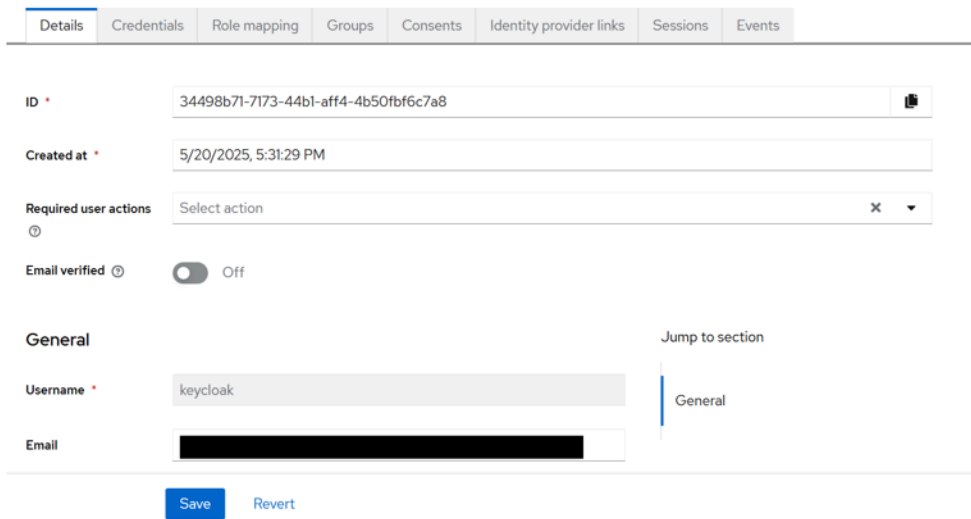 Details Credentials Role mapping Groups Consents Identity provider links Sessions Events
ID *
34498b71-7173-44b1-aff4-4b50fbf6c7a8
Created at *
5/20/2025, 5:31:29 PM
Required user actions
Select action
Email verified
Off
General
Jump to section
Username *
keycloak
General
Email
Save Revert